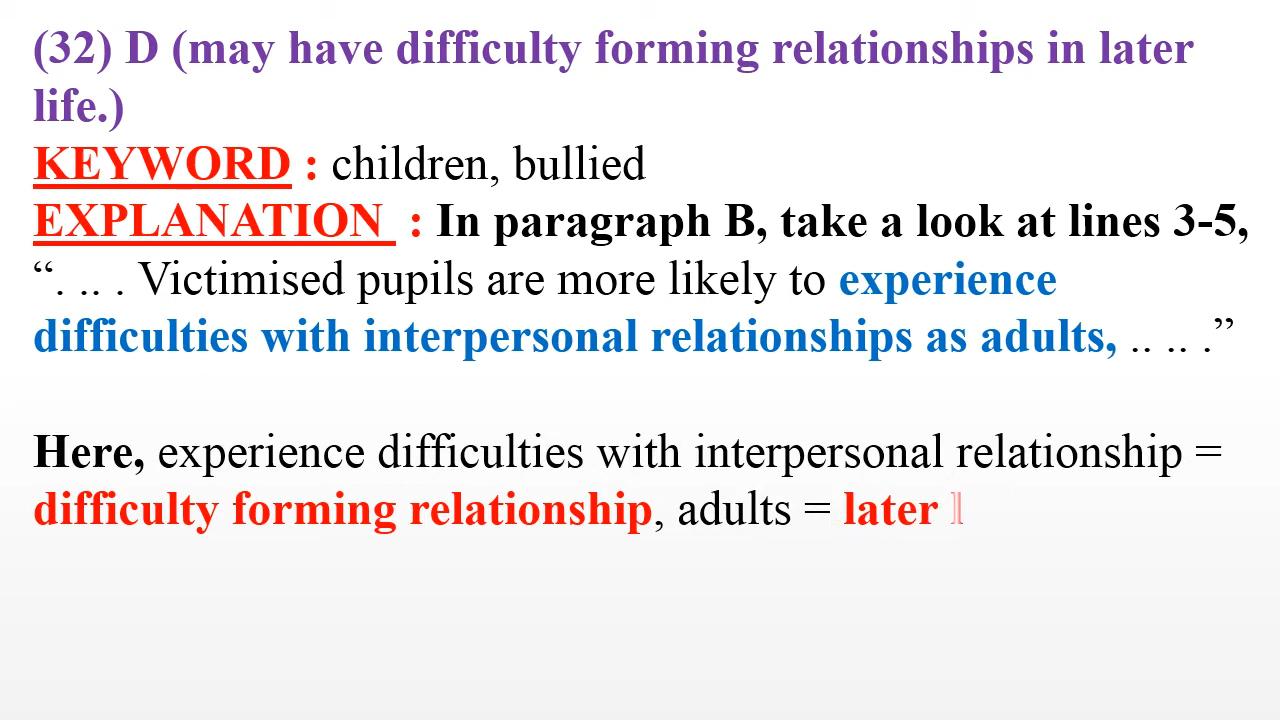 (32) D (may have difficulty forming relationships in later
life.)
KEYWORD : children, bullied
EXPLANATION : In paragraph B, take a look at lines 3-5,
“. .. . Victimised pupils are more likely to experience
difficulties with interpersonal relationships as adults, .. .. .”
Here, experience difficulties with interpersonal relationship =
difficulty forming relationship, adults = later l